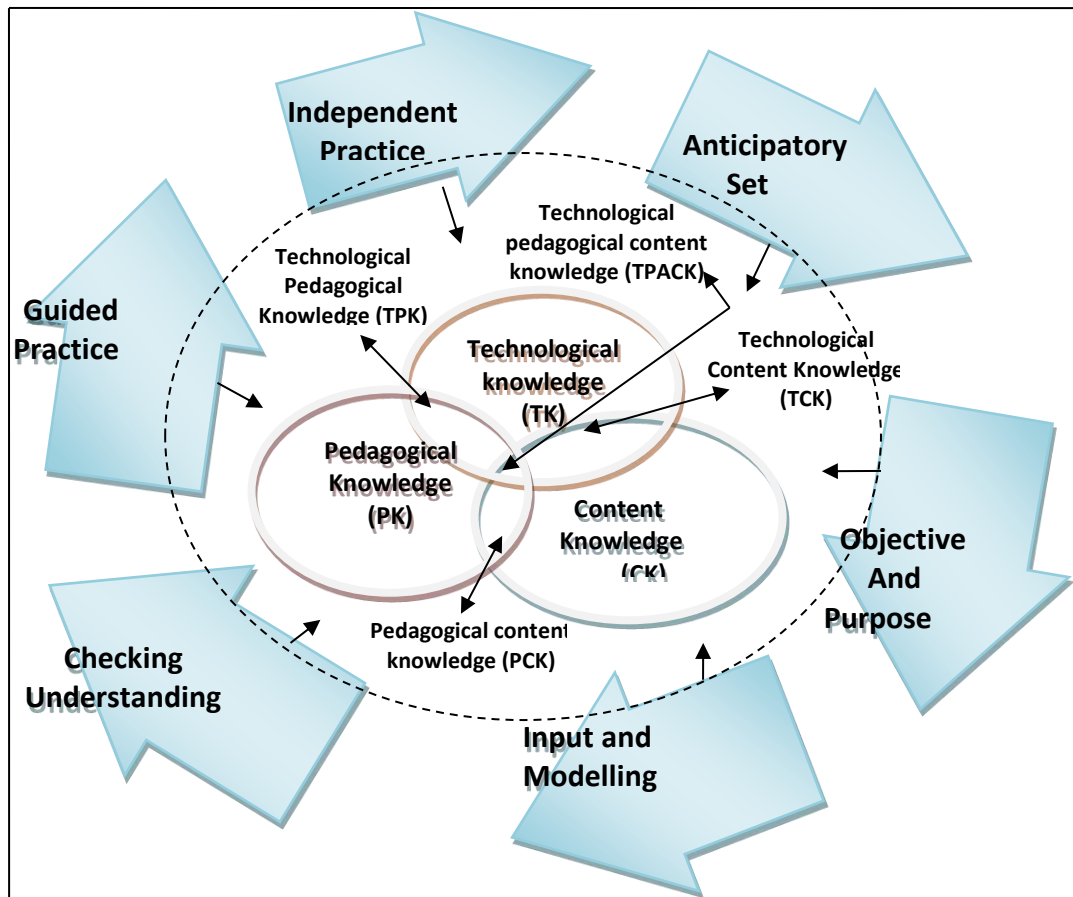 Independent
Practice
Anticipatory
Set
Technological
pedagogical content
knowledge (TPACK)
Technological
Pedagogical
Knowledge (TPK)
Guided
Practice
Technological
knowledge
(TK)
Technological
Content Knowledge
(TCK)
Pedagogical
Knowledge
(PK)
Content
Knowledge
(CK)
Objective
And
Purpose
Pedagogical content
knowledge (PCK)
Checking
Understanding
Input and
Modelling